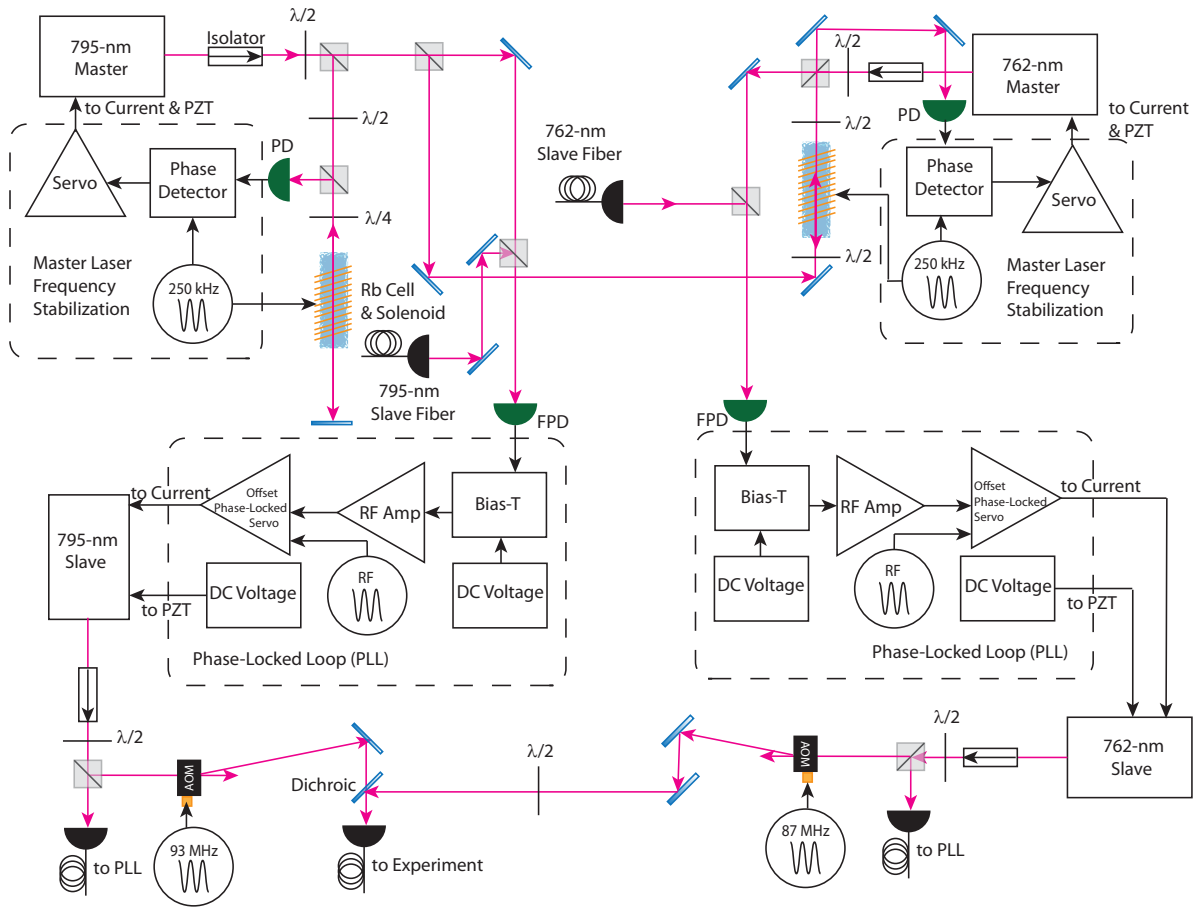 795-nm
Master
Isolator
λ/2
to Current & PZT
λ/2
PD
Servo
Phase
Detector
λ/4
Master Laser
Frequency
Stabilization
250 kHz
Rb Cell
& Solenoid
795-nm
Slave Fiber
762-nm
Slave Fiber
λ/2
762-nm
Master
PD
to Current
& PZT
λ/2
Phase
Detector
Servo
λ/2
250 kHz
Master Laser
Frequency
Stabilization
FPD
to Current
Offset
Phase-Locked
Servo
RF Amp
Bias-T
795-nm
Slave
RF
DC Voltage
DC Voltage
to PZT
Phase-Locked Loop (PLL)
FPD
Bias-T
RF Amp
Offset
Phase-Locked
Servo
to Current
DC Voltage
RF
DC Voltage
to PZT
Phase-Locked Loop (PLL)
λ/2
AOM
93 MHz
to PLL
Dichroic
to Experiment
λ/2
AOM
87 MHz
λ/2
to PLL
762-nm
Slave